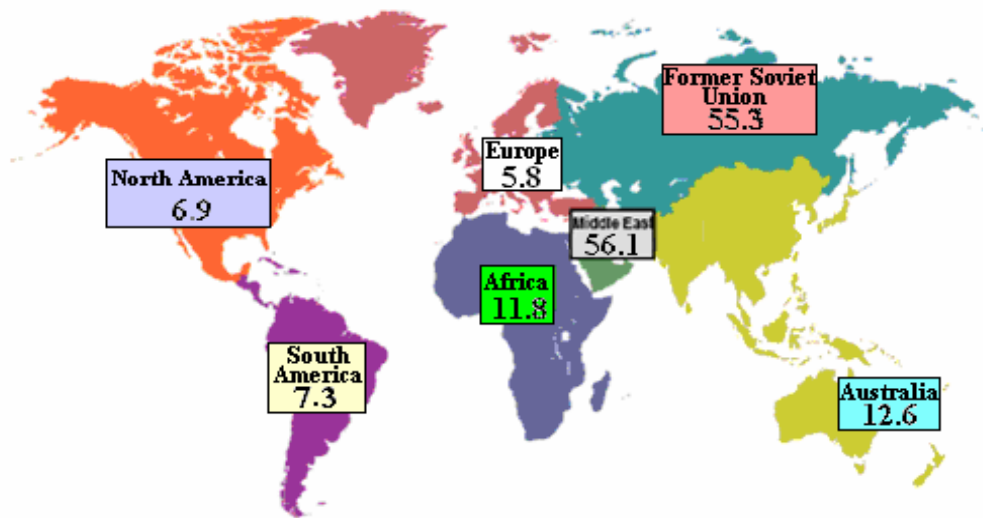 Former Soviet
Union
55.3
Europe
5.8
North America
6.9
Middle East
56.1
Africa
11.8
South
America
7.3
Australia
12.6